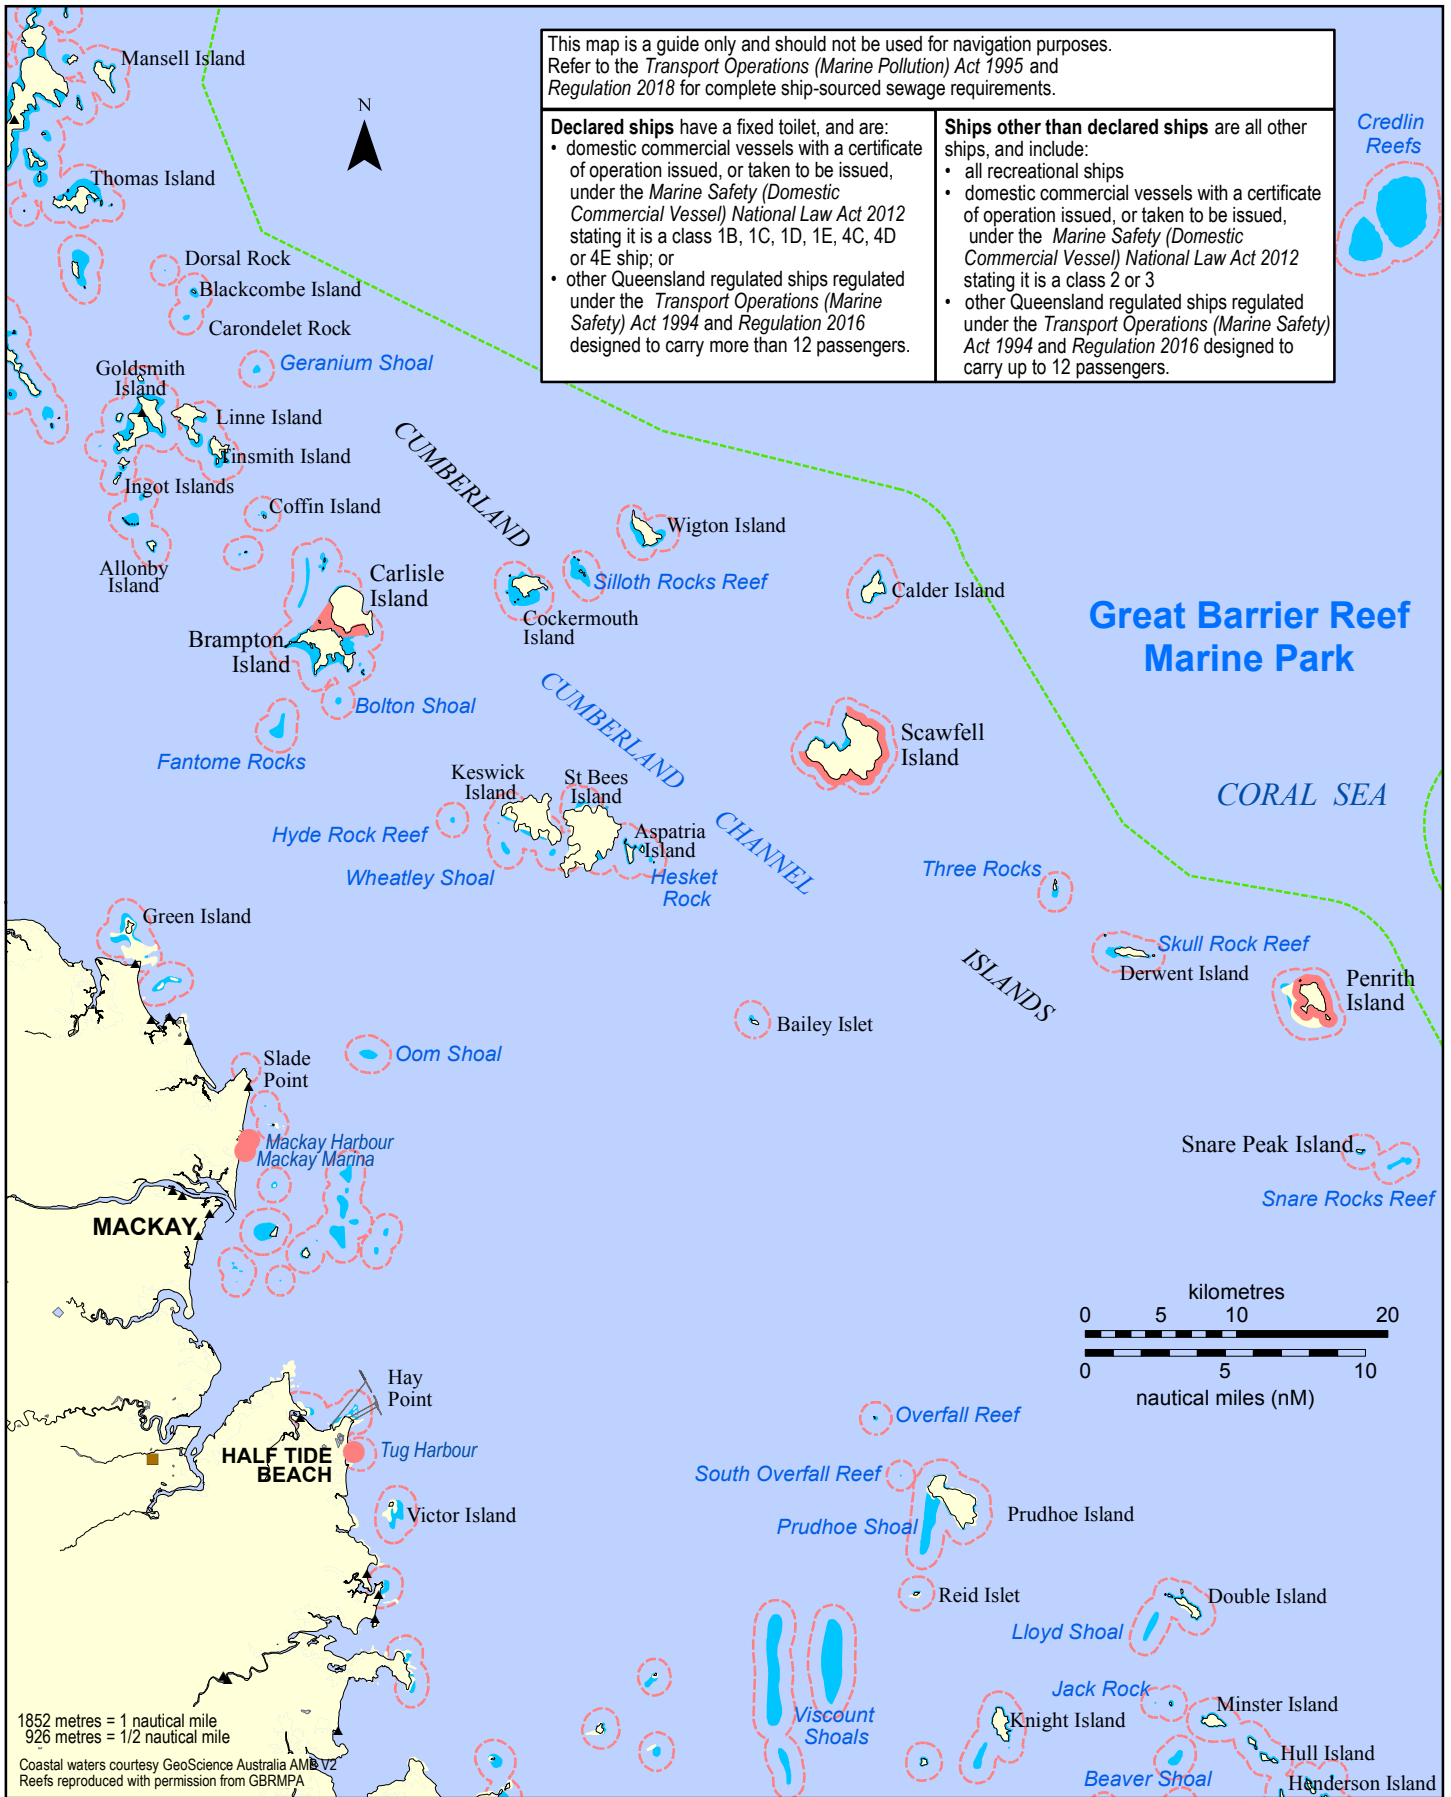 This map is a guide only and should not be used for navigation purposes.
Refer to the Transport Operations (Marine Pollution) Act 1995 and
Regulation 2018 for complete ship-sourced sewage requirements.
Declared ships have a fixed toilet, and are:
• domestic commercial vessels with a certificate
of operation issued, or taken to be issued,
under the Marine Safety (Domestic
Commercial Vessel) National Law Act 2012
stating it is a class 1B, 1C, 1D, 1E, 4C, 4D
or 4E ship; or
• other Queensland regulated ships regulated
under the Transport Operations (Marine
Safety) Act 1994 and Regulation 2016
designed to carry more than 12 passengers.
Ships other than declared ships are all other
ships, and include:
• all recreational ships
• domestic commercial vessels with a certificate
of operation issued, or taken to be issued,
under the Marine Safety (Domestic
Commercial Vessel) National Law Act 2012
stating it is a class 2 or 3
• other Queensland regulated ships regulated
under the Transport Operations (Marine Safety)
Act 1994 and Regulation 2016 designed to
carry up to 12 passengers.
Mansell Island
N
Credlin
Reefs
Thomas Island
Dorsal Rock
Blackcombe Island
Carondelet Rock
Geranium Shoal
Goldsmith
Island
Linne Island
Tinsmith Island
Ingot Islands
Coffin Island
Allonby
Island
CUMBERLAND
Wigton Island
Silloth Rocks Reef
Cockermouth
Island
Calder Island
Carlisle
Island
Brampton
Island
Great Barrier Reef
Marine Park
Bolton Shoal
Fantome Rocks
CUMBERLAND
CHANNEL
Scawfell
Island
CORAL SEA
Keswick
Island
St Bees
Island
Hyde Rock Reef
Aspatria
Island
Wheatley Shoal
Hesket
Rock
Three Rocks
Green Island
Skull Rock Reef
Derwent Island
ISLANDS
Penrith
Island
Bailey Islet
Oom Shoal
Slade
Point
Mackay Harbour
Mackay Marina
Snare Peak Island
Snare Rocks Reef
MACKAY
kilometres
0 5 10 20
0 5 10
nautical miles (nM)
Hay
Point
Overfall Reef
HALF TIDE
BEACH
Tug Harbour
South Overfall Reef
Victor Island
Prudhoe Island
Prudhoe Shoal
Reid Islet
Double Island
Lloyd Shoal
Jack Rock
Minster Island
Viscount
Shoals
Knight Island
Hull Island
Beaver Shoal
Henderson Island
1852 metres = 1 nautical mile
926 metres = 1/2 nautical mile
Coastal waters courtesy GeoScience Australia AMB V2
Reefs reproduced with permission from GBRMPA